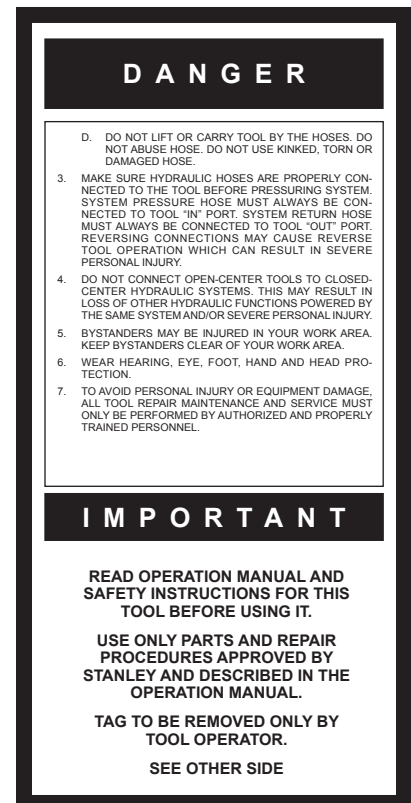 DANGER
D. DO NOT LIFT OR CARRY TOOL BY THE HOSES. DO
NOT ABUSE HOSE. DO NOT USE KINKED, TORN OR
DAMAGED HOSE.
3. MAKE SURE HYDRAULIC HOSES ARE PROPERLY CON-
NECTED TO THE TOOL BEFORE PRESSURING SYSTEM.
SYSTEM PRESSURE HOSE MUST ALWAYS BE CON-
NECTED TO TOOL “IN” PORT. SYSTEM RETURN HOSE
MUST ALWAYS BE CONNECTED TO TOOL “OUT” PORT.
REVERSING CONNECTIONS MAY CAUSE REVERSE
TOOL OPERATION WHICH CAN RESULT IN SEVERE
PERSONAL INJURY.
4. DO NOT CONNECT OPEN-CENTER TOOLS TO CLOSED-
CENTER HYDRAULIC SYSTEMS. THIS MAY RESULT IN
LOSS OF OTHER HYDRAULIC FUNCTIONS POWERED BY
THE SAME SYSTEM AND/OR SEVERE PERSONAL INJURY.
5. BYSTANDERS MAY BE INJURED IN YOUR WORK AREA.
KEEP BYSTANDERS CLEAR OF YOUR WORK AREA.
6. WEAR HEARING, EYE, FOOT, HAND AND HEAD PRO-
TECTION.
7. TO AVOID PERSONAL INJURY OR EQUIPMENT DAMAGE,
ALL TOOL REPAIR MAINTENANCE AND SERVICE MUST
ONLY BE PERFORMED BY AUTHORIZED AND PROPERLY
TRAINED PERSONNEL.
IMPORTANT
READ OPERATION MANUAL AND
SAFETY INSTRUCTIONS FOR THIS
TOOL BEFORE USING IT.
USE ONLY PARTS AND REPAIR
PROCEDURES APPROVED BY
STANLEY AND DESCRIBED IN THE
OPERATION MANUAL.
TAG TO BE REMOVED ONLY BY
TOOL OPERATOR.
SEE OTHER SIDE